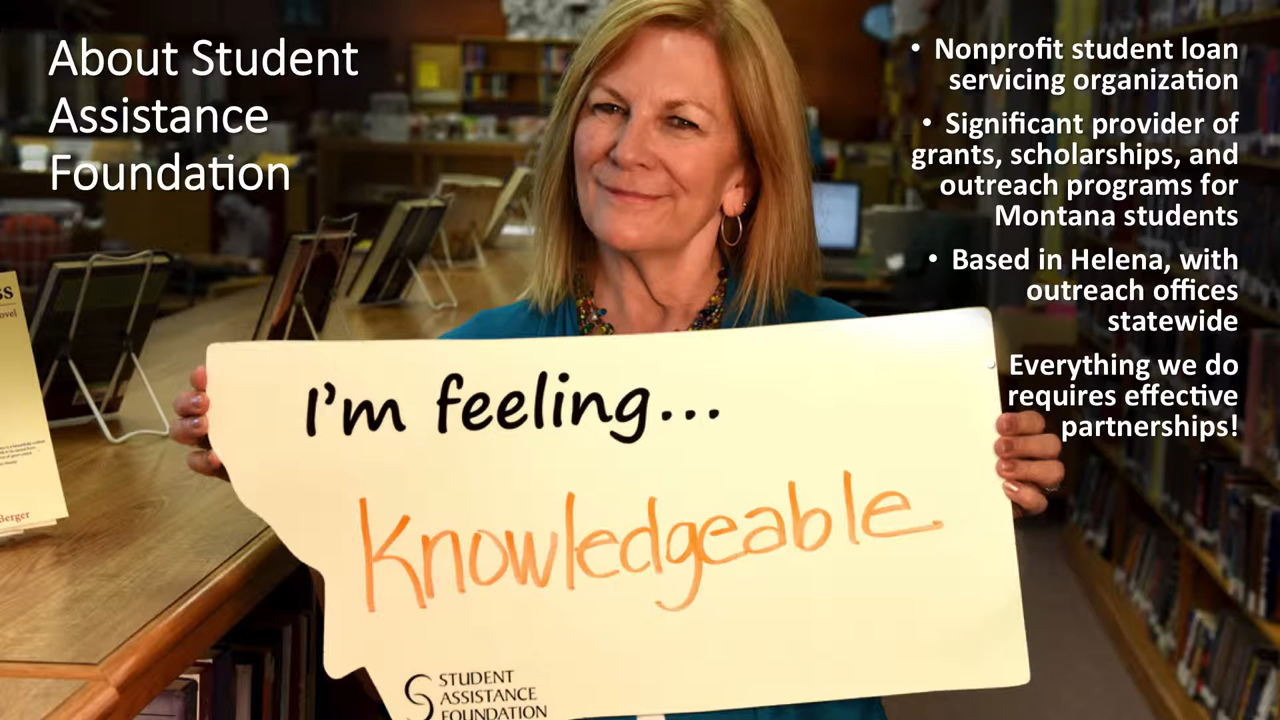 About Student
Assistance
Foundation
• Nonprofit student loan
servicing organization
• Significant provider of
grants, scholarships, and
outreach programs for
Montana students
• Based in Helena, with
outreach offices
statewide
• Everything we do
requires effective
partnerships!
I'm feeling...
Knowledgeable
STUDENT
ASSISTANCE
FOUNDATION
Berger